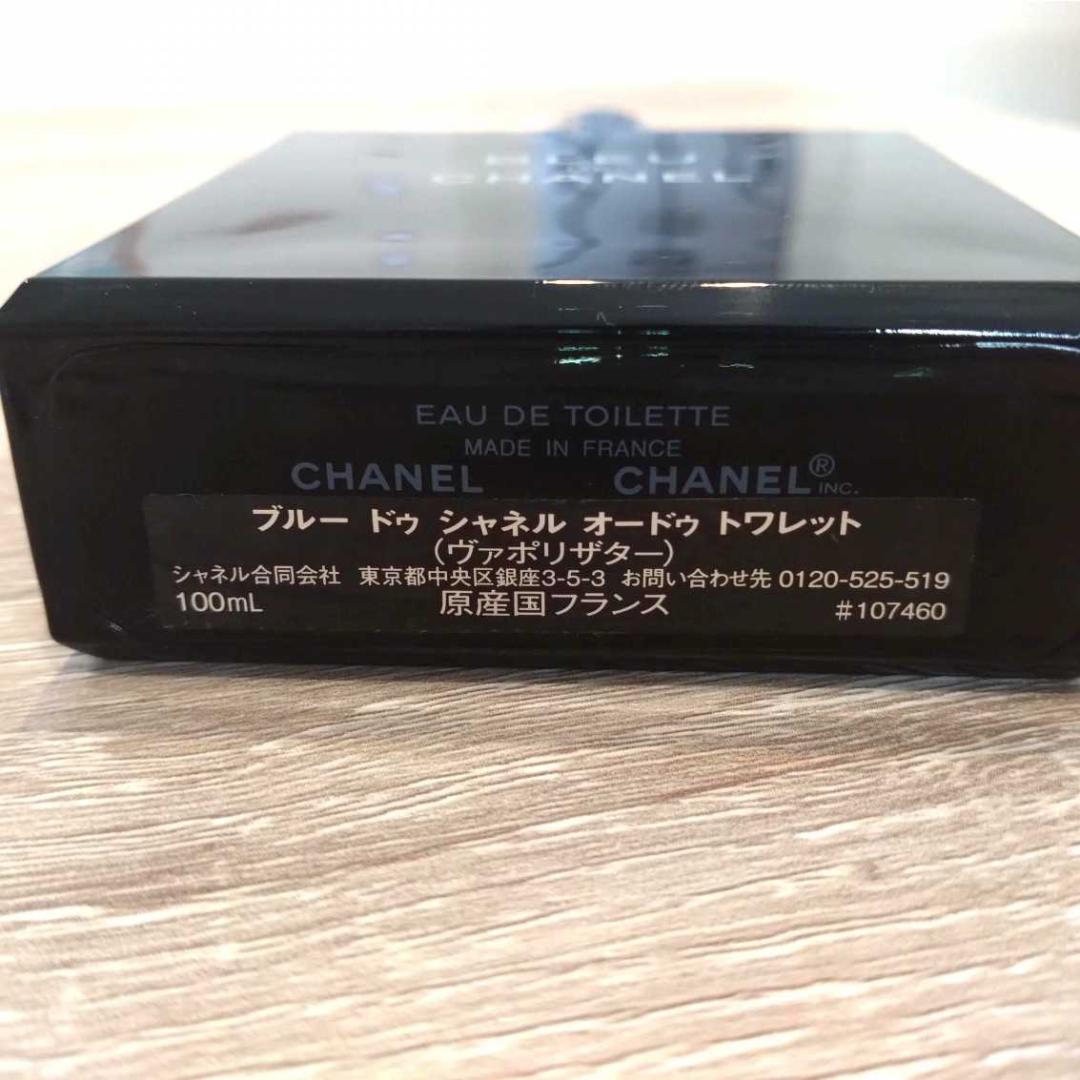 BLEU
CHANEL
EAU DE TOILETTE
MADE IN FRANCE
CHANEL CHANEL® INC.
ブルー ドゥ シャネル オードゥ トワレット
(ヴァポリザター)
シャネル合同会社 東京都中央区銀座3-5-3 お問い合わせ先 0120-525-519
100mL 原産国フランス #107460